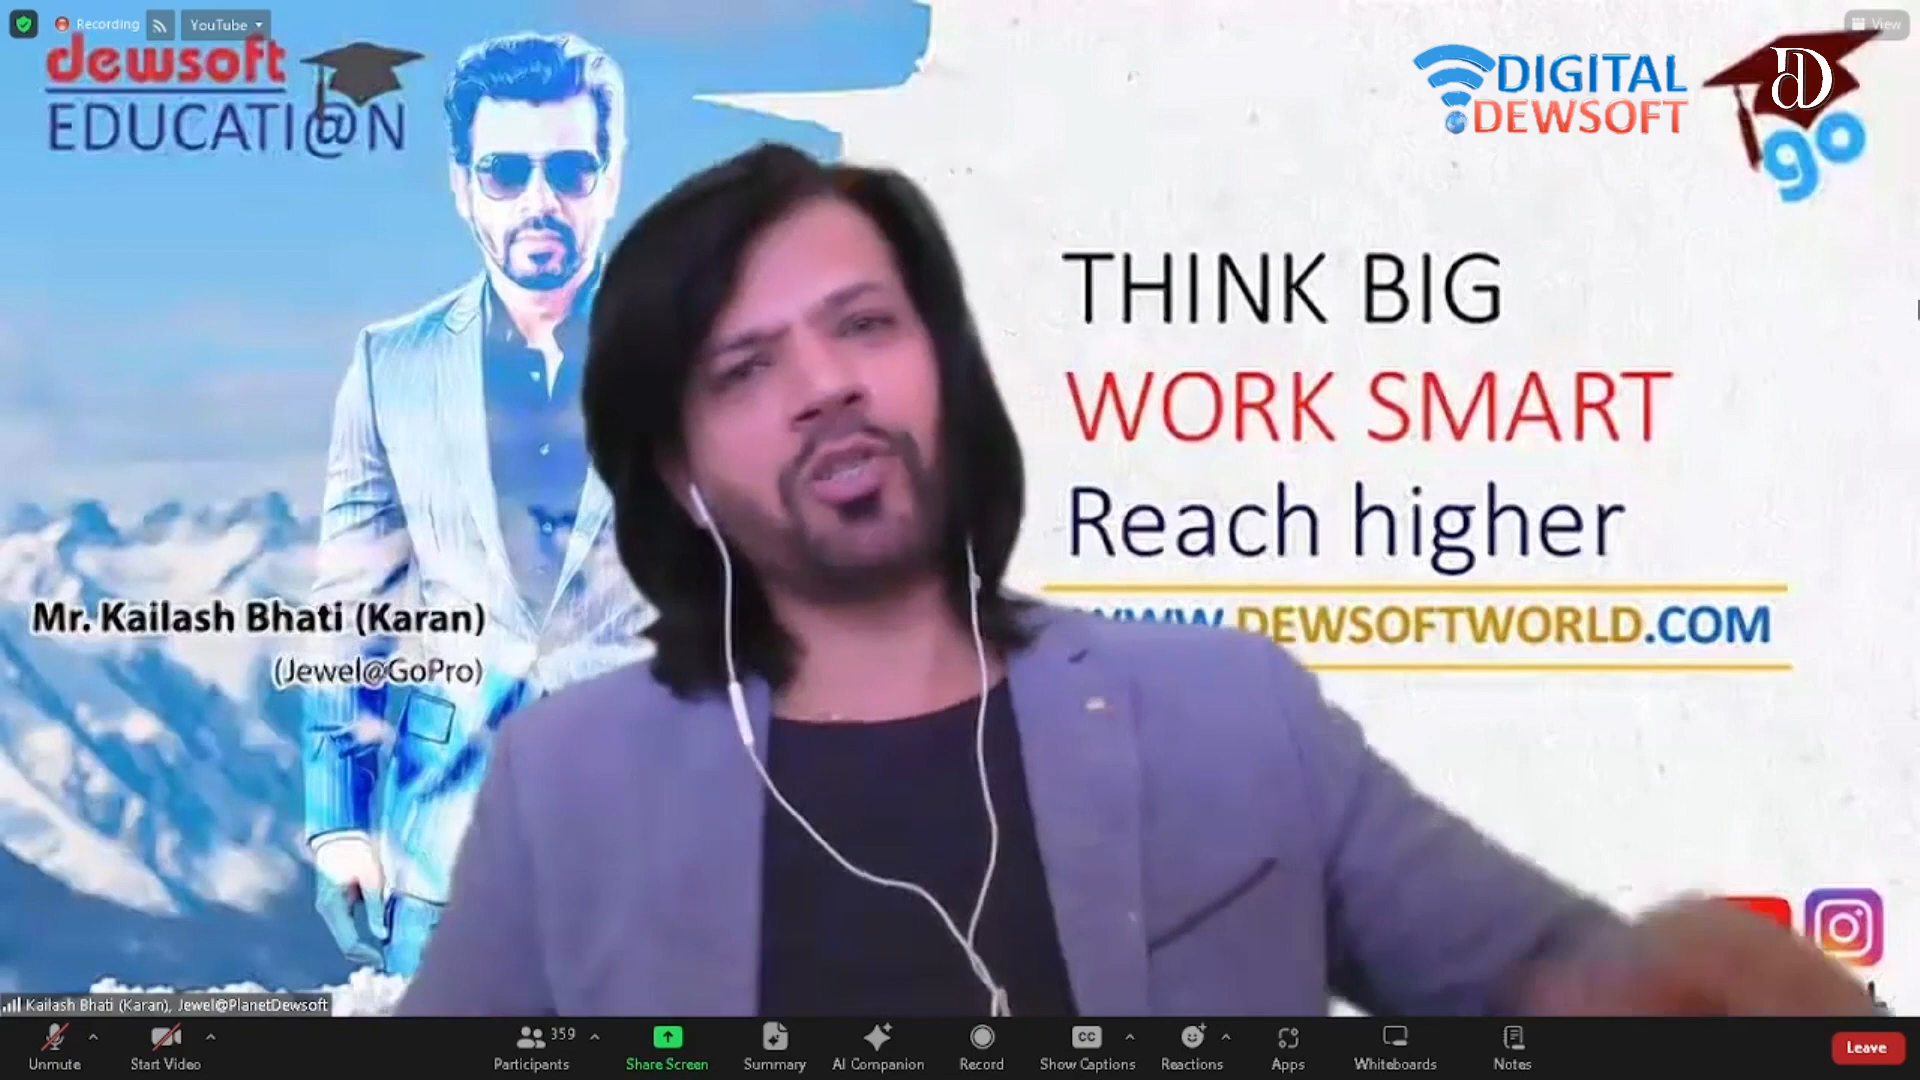 Recording
YouTube
View
dewsoft
EDUCATI@N
DIGITAL
DEWSOFT
go
THINK BIG
WORK SMART
Reach higher
WWW.DEWSOFTWORLD.COM
Mr. Kailash Bhati (Karan)
(Jewel@GoPro)
Kailash Bhati (Karan), Jewel@PlanetDewsoft
Unmute
Start Video
359
Participants
Share Screen
Summary
AI Companion
Record
CC
Show Captions
Reactions
Apps
Whiteboards
Notes
Leave